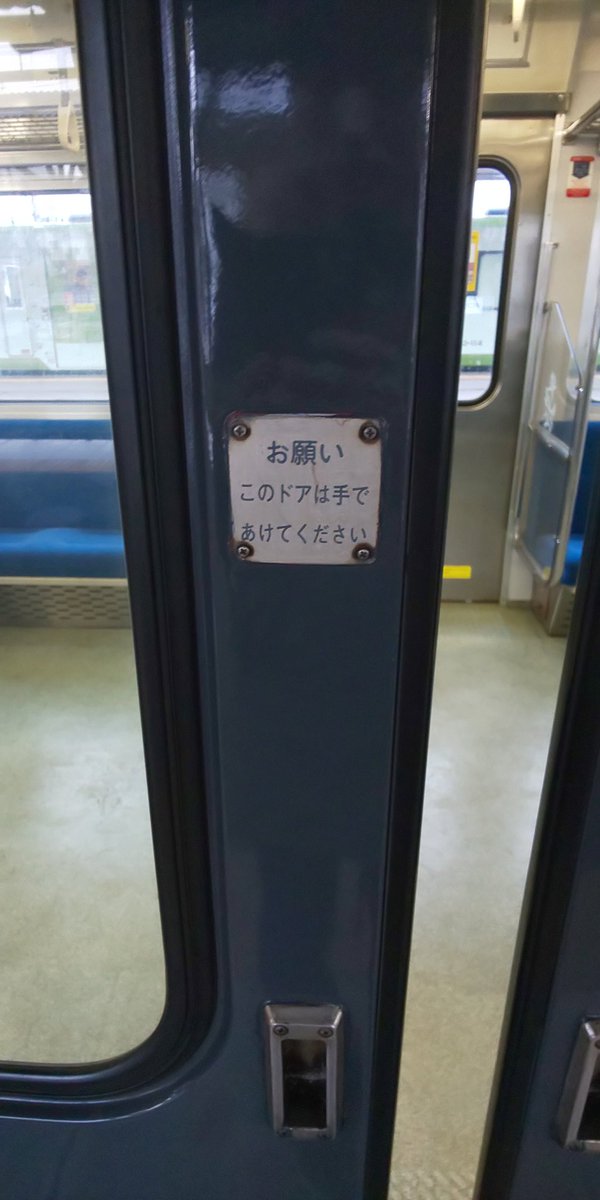 お願い
このドアは手で
あけてください